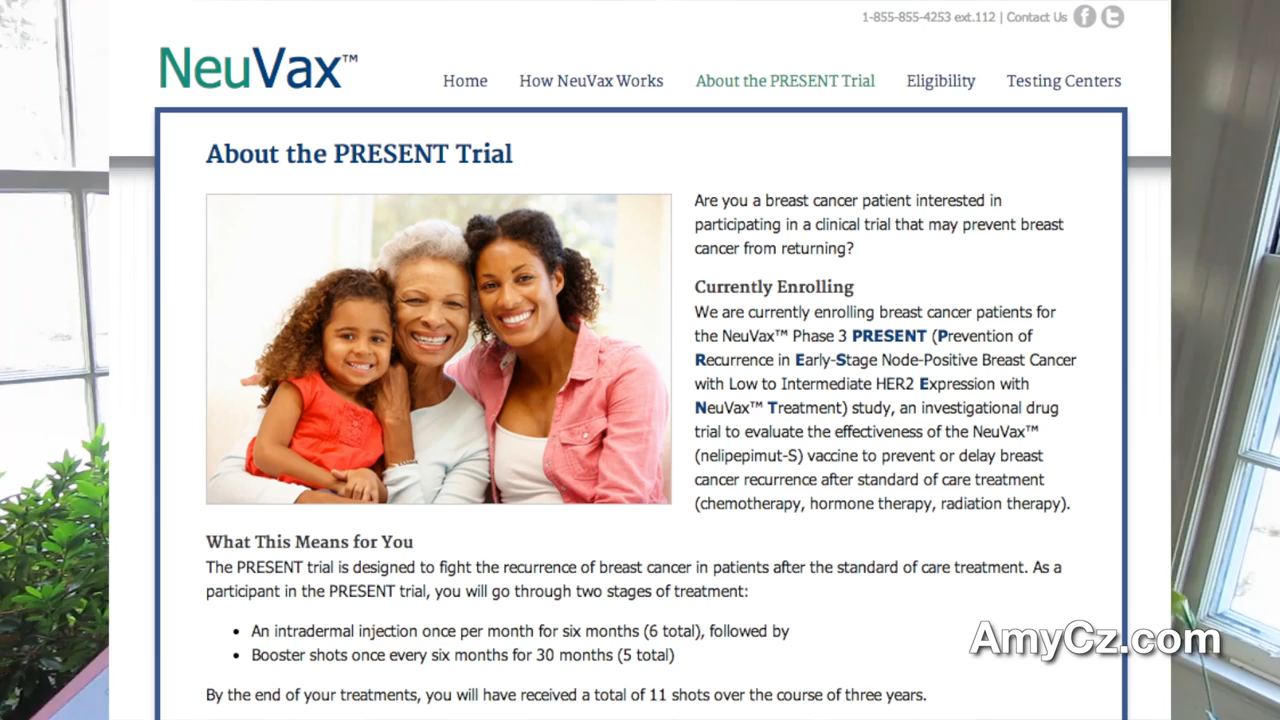 1-855-855-4253 ext.112 | Contact Us
NeuVax™
Home How NeuVax Works About the PRESENT Trial Eligibility Testing Centers
About the PRESENT Trial
Are you a breast cancer patient interested in
participating in a clinical trial that may prevent breast
cancer from returning?
Currently Enrolling
We are currently enrolling breast cancer patients for
the NeuVax™ Phase 3 PRESENT (Prevention of
Recurrence in Early-Stage Node-Positive Breast Cancer
with Low to Intermediate HER2 Expression with
NeuVax™ Treatment) study, an investigational drug
trial to evaluate the effectiveness of the NeuVax™
(nelipepimut-S) vaccine to prevent or delay breast
cancer recurrence after standard of care treatment
(chemotherapy, hormone therapy, radiation therapy).
What This Means for You
The PRESENT trial is designed to fight the recurrence of breast cancer in patients after the standard of care treatment. As a
participant in the PRESENT trial, you will go through two stages of treatment:
• An intradermal injection once per month for six months (6 total), followed by
• Booster shots once every six months for 30 months (5 total)
AmyCz.com
By the end of your treatments, you will have received a total of 11 shots over the course of three years.